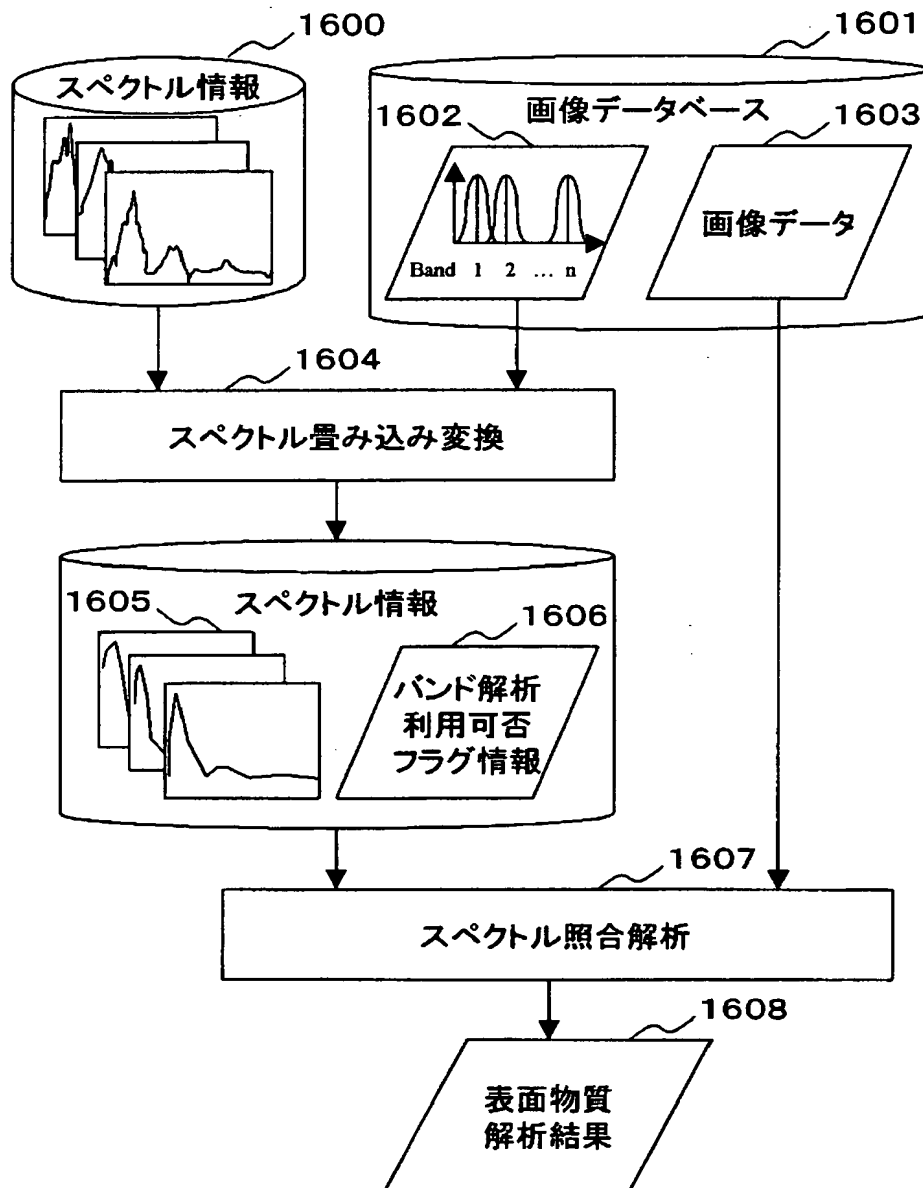 1600
スペクトル情報
1601
画像データベース
1602
Band 1 2 … n
1603
画像データ
1604
スペクトル畳み込み変換
スペクトル情報
1605
1606
バンド解析
利用可否
フラグ情報
1607
スペクトル照合解析
1608
表面物質
解析結果